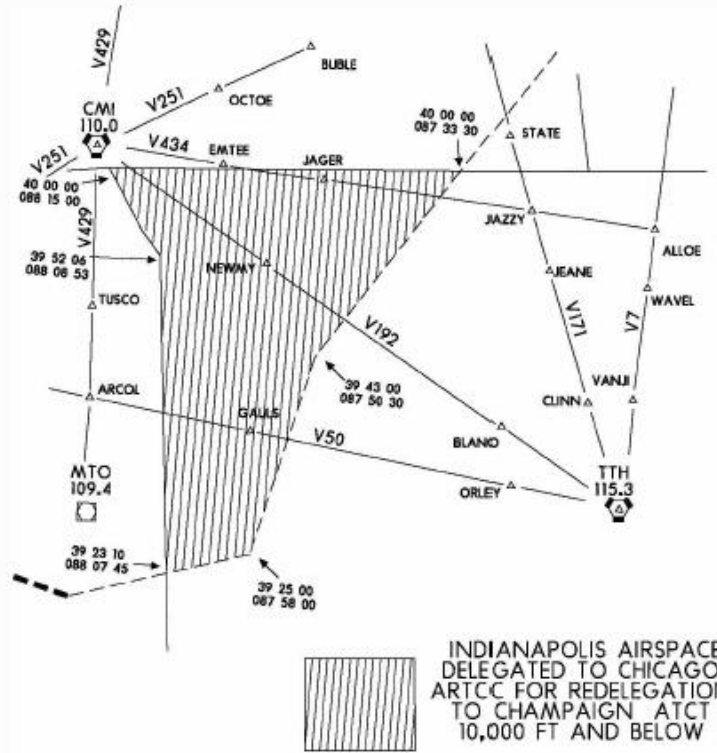 V429
BUBLE
V251
OCTOE
CMI
110.0
40 00 00
087 33 30
STATE
V434
EMTEE
JAGER
V251
40 00 00
088 15 00
V429
JIAZZY
ALLOE
39 52 06
088 08 53
NEWMY
JEANE
WAVEL
TUSCO
V192
V171
V7
39 43 00
087 50 30
ARCOL
CLINN
VANJI
GAULS
V50
BLANO
MTO
109.4
ORLEY
TTH
115.3
39 23 10
088 07 45
39 25 00
087 58 00
INDIANAPOLIS AIRSPACE
DELEGATED TO CHICAGO
ARTCC FOR REDELEGATION
TO CHAMPAIGN ATCT
10,000 FT AND BELOW